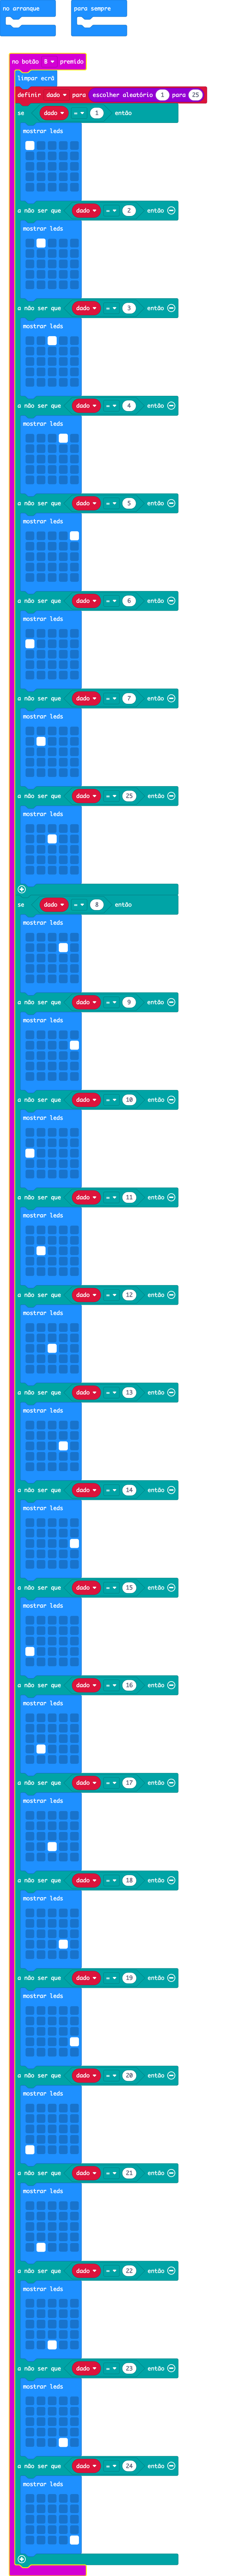 no arranque
para sempre
no botão B premido
limpar ecrã
definir dado para escolher aleatório 1 para 25
se dado = 1 então
mostrar leds
a não ser que dado = 2 então
mostrar leds
a não ser que dado = 3 então
mostrar leds
a não ser que dado = 4 então
mostrar leds
a não ser que dado = 5 então
mostrar leds
a não ser que dado = 6 então
mostrar leds
a não ser que dado = 7 então
mostrar leds
a não ser que dado = 25 então
mostrar leds
se dado = 8 então
mostrar leds
a não ser que dado = 9 então
mostrar leds
a não ser que dado = 10 então
mostrar leds
a não ser que dado = 11 então
mostrar leds
a não ser que dado = 12 então
mostrar leds
a não ser que dado = 13 então
mostrar leds
a não ser que dado = 14 então
mostrar leds
a não ser que dado = 15 então
mostrar leds
a não ser que dado = 16 então
mostrar leds
a não ser que dado = 17 então
mostrar leds
a não ser que dado = 18 então
mostrar leds
a não ser que dado = 19 então
mostrar leds
a não ser que dado = 20 então
mostrar leds
a não ser que dado = 21 então
mostrar leds
a não ser que dado = 22 então
mostrar leds
a não ser que dado = 23 então
mostrar leds
a não ser que dado = 24 então
mostrar leds